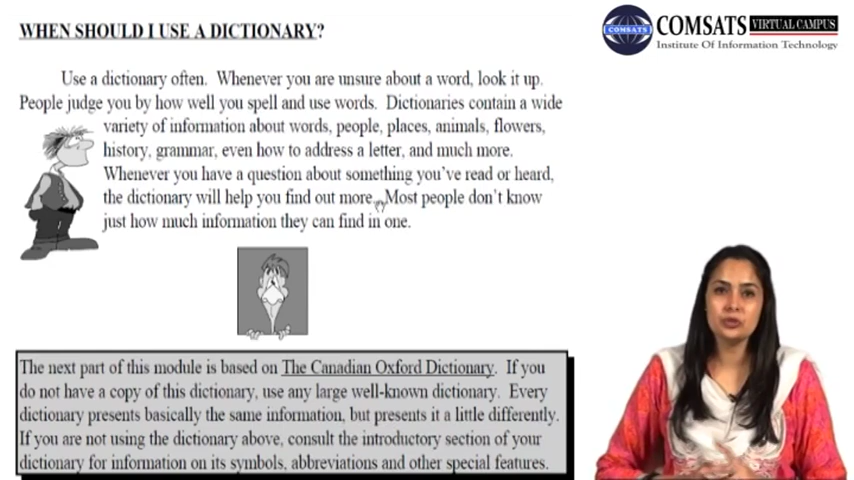 WHEN SHOULD I USE A DICTIONARY?
COMSATS VIRTUAL CAMPUS
Institute Of Information Technology
COMSATS
Use a dictionary often. Whenever you are unsure about a word, look it up.
People judge you by how well you spell and use words. Dictionaries contain a wide
variety of information about words, people, places, animals, flowers,
history, grammar, even how to address a letter, and much more.
Whenever you have a question about something you've read or heard,
the dictionary will help you find out more. Most people don't know
just how much information they can find in one.
The next part of this module is based on The Canadian Oxford Dictionary. If you
do not have a copy of this dictionary, use any large well-known dictionary. Every
dictionary presents basically the same information, but presents it a little differently.
If you are not using the dictionary above, consult the introductory section of your
dictionary for information on its symbols, abbreviations and other special features.